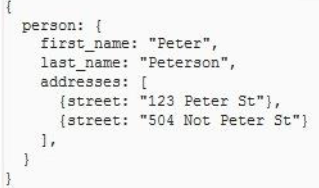 {
  person: {
    first_name: "Peter",
    last_name: "Peterson",
    addresses: [
      {street: "123 Peter St"},
      {street: "504 Not Peter St"}
    ],
  }
}